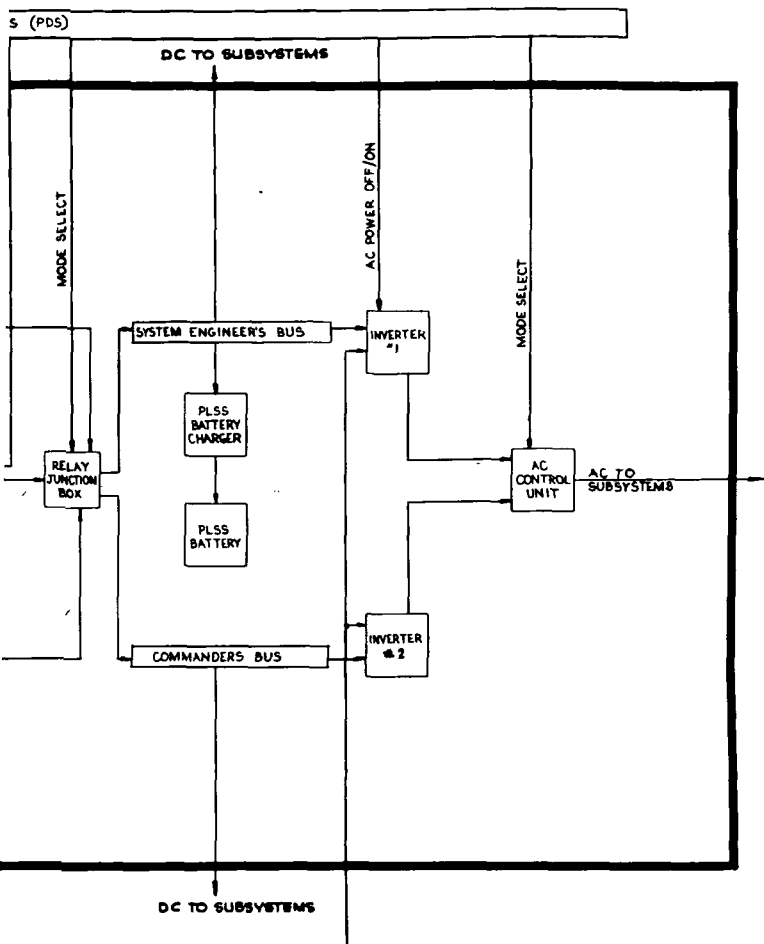 S (PDS)
DC TO SUBSYSTEMS
MODE SELECT
AC POWER OFF/ON
MODE SELECT
SYSTEM ENGINEER'S BUS
INVERTER
#1
PLSS
BATTERY
CHARGER
RELAY
JUNCTION
BOX
AC
CONTROL
UNIT
AC TO
SUBSYSTEMS
PLSS
BATTERY
INVERTER
#2
COMMANDERS BUS
DC TO SUBSYSTEMS